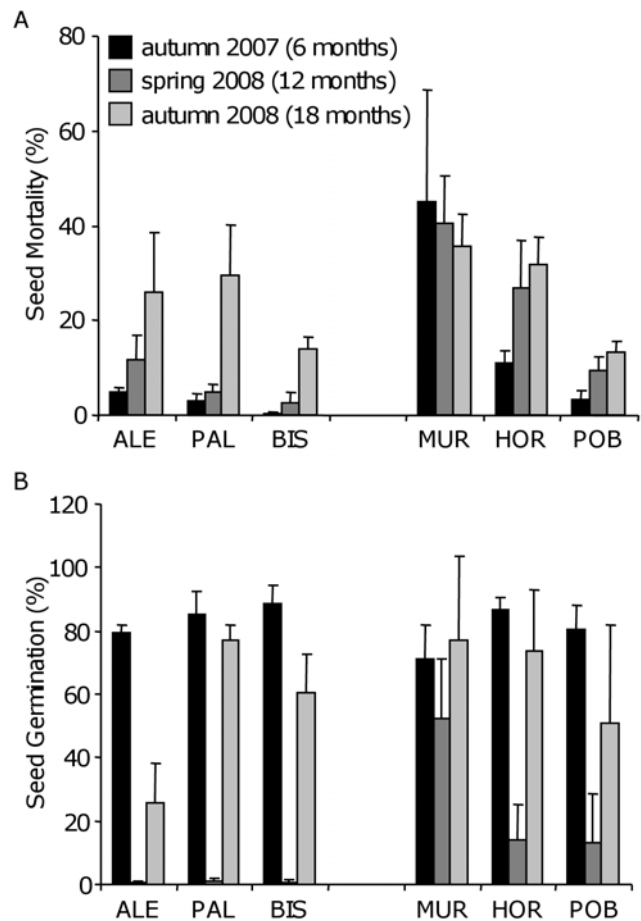 A
80
60
40
20
0
Seed Mortality (%)
autumn 2007 (6 months)
spring 2008 (12 months)
autumn 2008 (18 months)
ALE PAL BIS MUR HOR POB
B
120
100
80
60
40
20
0
Seed Germination (%)
ALE PAL BIS MUR HOR POB